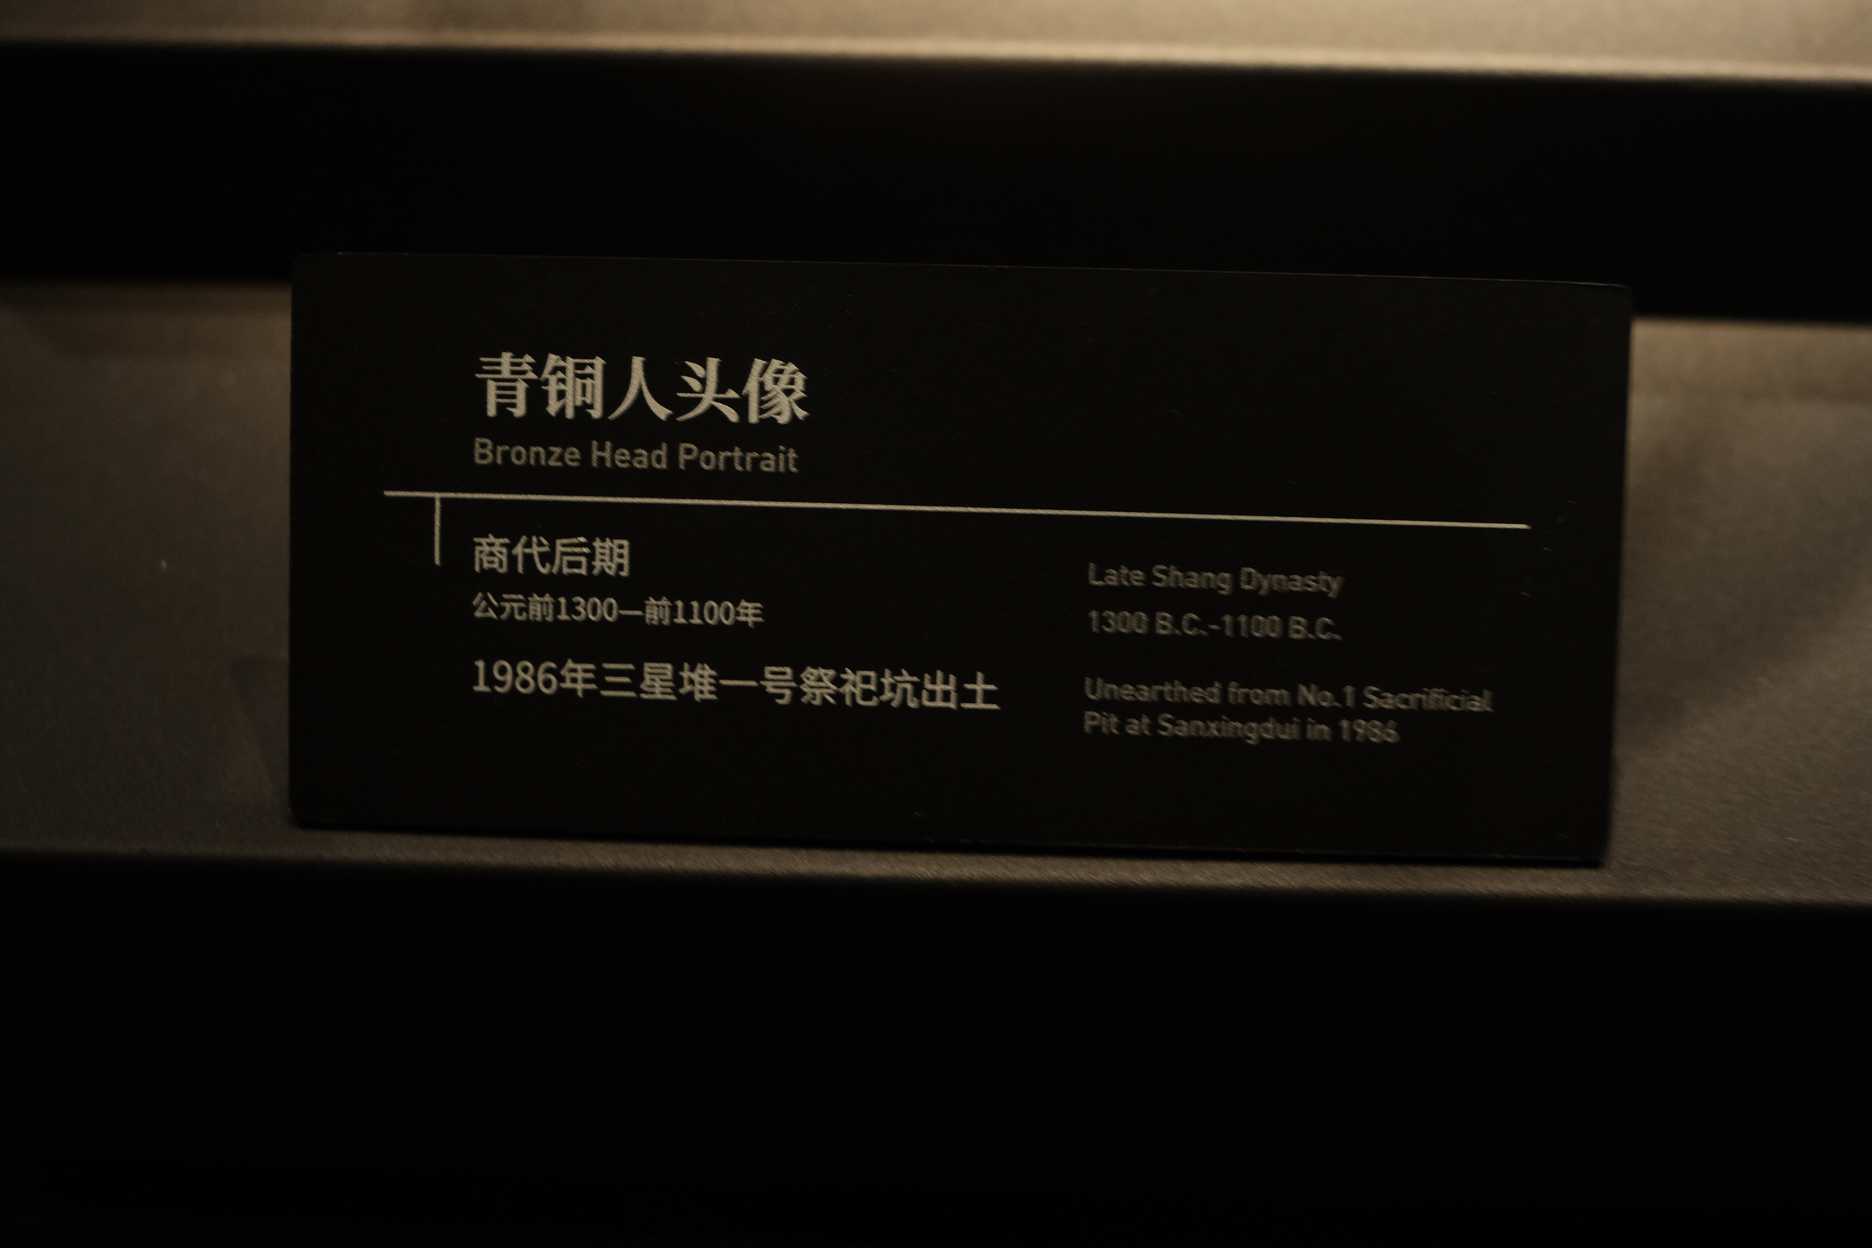 青铜人头像
Bronze Head Portrait
商代后期
公元前1300—前1100年
1986年三星堆一号祭祀坑出土
Late Shang Dynasty
1300 B.C.-1100 B.C.
Unearthed from No.1 Sacrificial
Pit at Sanxingdui in 1986